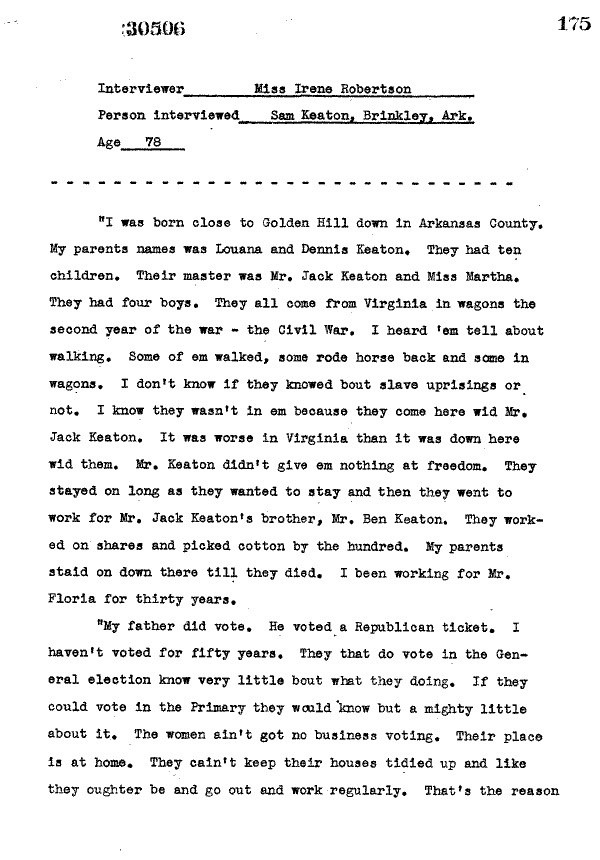 :30506
175
Interviewer Miss Irene Robertson
Person interviewed Sam Keaton, Brinkley, Ark.
Age 78
"I was born close to Golden Hill down in Arkansas County.
My parents names was Louana and Dennis Keaton. They had ten
children. Their master was Mr. Jack Keaton and Miss Martha.
They had four boys. They all come from Virginia in wagons the
second year of the war - the Civil War. I heard 'em tell about
walking. Some of em walked, some rode horse back and some in
wagons. I don't know if they knowed bout slave uprisings or
not. I know they wasn't in em because they come here wid Mr.
Jack Keaton. It was worse in Virginia than it was down here
wid them. Mr. Keaton didn't give em nothing at freedom. They
stayed on long as they wanted to stay and then they went to
work for Mr. Jack Keaton's brother, Mr. Ben Keaton. They work-
ed on shares and picked cotton by the hundred. My parents
staid on down there till they died. I been working for Mr.
Floria for thirty years.
"My father did vote. He voted a Republican ticket. I
haven't voted for fifty years. They that do vote in the Gen-
eral election know very little bout what they doing. If they
could vote in the Primary they would know but a mighty little
about it. The women ain't got no business voting. Their place
is at home. They cain't keep their houses tidied up and like
they oughter be and go out and work regularly. That's the reason